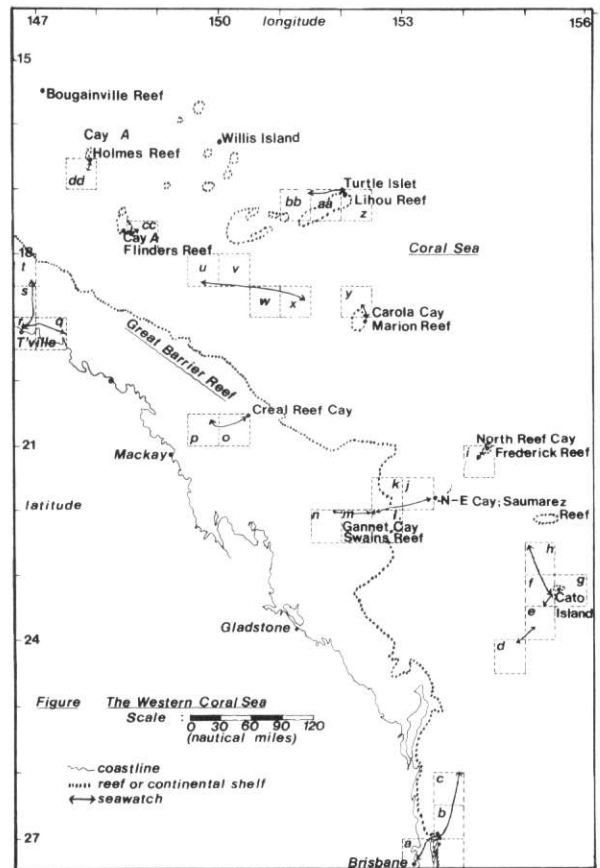 147 longitude 150 153 156
15
Bougainville Reef
Cay A
Willis Island
Holmes Reef
dd
Turtle Islet
bb aa Lihou Reef
z
cc
Cay A
Flinders Reef
Coral Sea
18
t
u v
s
w x
y
Carola Cay
Marion Reef
r q
T'ville
Great Barrier Reef
Creal Reef Cay
p o
North Reef Cay
i Frederick Reef
21
Mackay
k j
latitude
N-E Cay; Saumarez
n m l
Gannet Cay
Swains Reef
Reef
h
f g
Cato
e Island
Gladstone
24
d
Figure The Western Coral Sea
Scale :
0 30 60 90 120
(nautical miles)
coastline
reef or continental shelf
seawatch
c
b
27
a
Brisbane